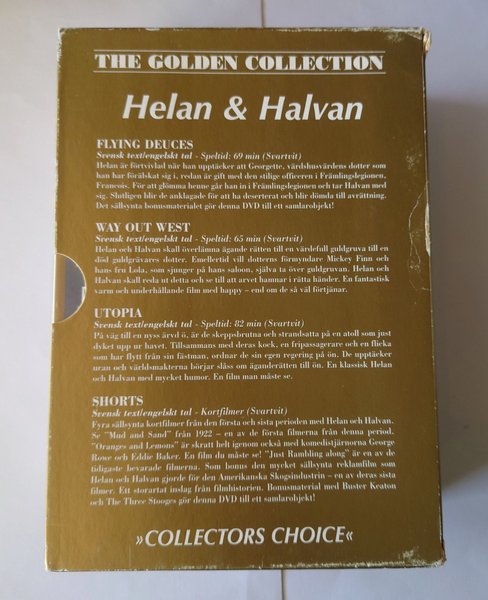 THE GOLDEN COLLECTION
Helan & Halvan
FLYING DEUCES
Svensk text/engelskt tal - Speltid: 69 min (Svartvit)
Helan är förtvivlad när han upptäcker att Georgette, värdshusvärdens dotter som
han har förälskat sig i, redan är gift med den stilige officeren i Främlingslegionen,
Francois. För att glömma henne går han in i Främlingslegionen och tar Halvan med
sig. Slutligen blir de anklagade för att ha deserterat och blir dömda till avrättning.
Det sällsynta bonusmaterialet gör denna DVD till ett samlarobjekt!
WAY OUT WEST
Svensk text/engelskt tal - Speltid: 65 min (Svartvit)
Helan och Halvan skall överlämna ägande rätten till en värdefull guldgruva till en
död guldgrävares dotter. Emellertid vill dotterns förmyndare Mickey Finn och
hans fru Lola, som sjunger på hans saloon, själva ta över guldgruvan. Helan och
Halvan skall reda ut detta och se till att arvet hamnar i rätta händer. En fantastisk
varm och underhållande film med happy – end om de så väl förtjänar.
UTOPIA
Svensk text/engelskt tal - Speltid: 82 min (Svartvit)
På väg till en nyss ärvd ö, är de skeppsbrutna och strandsatta på en atoll som just
dyket upp ur havet. Tillsammans med deras kock, en fripassagerare och en flicka
som har flytt från sin fästman, ordnar de sin egen regering på ön. De upptäcker
uran och världsmakterna börjar slåss om äganderätten till ön. En klassisk Helan
och Halvan med mycket humor. En film man måste se.
SHORTS
Svensk text/engelskt tal - Kortfilmer (Svartvit)
Fyra sällsynta kortfilmer från den första och sista perioden med Helan och Halvan.
Se "Mud and Sand" från 1922 – en av de första filmerna från denna period.
"Oranges and Lemons" är skratt helt igenom också med komedistjärnorna George
Rowe och Eddie Baker. En film du måste se! "Just Rambling along" är en av de
tidigaste bevarade filmerna. Som bonus den mycket sällsynta reklamfilm som
Helan och Halvan gjorde för den Amerikanska Skogsindustrin – en av deras sista
filmer. Ett storartat inslag från filmhistorien. Bonusmaterial med Buster Keaton
och The Three Stooges gör denna DVD till ett samlarobjekt!
»COLLECTORS CHOICE«